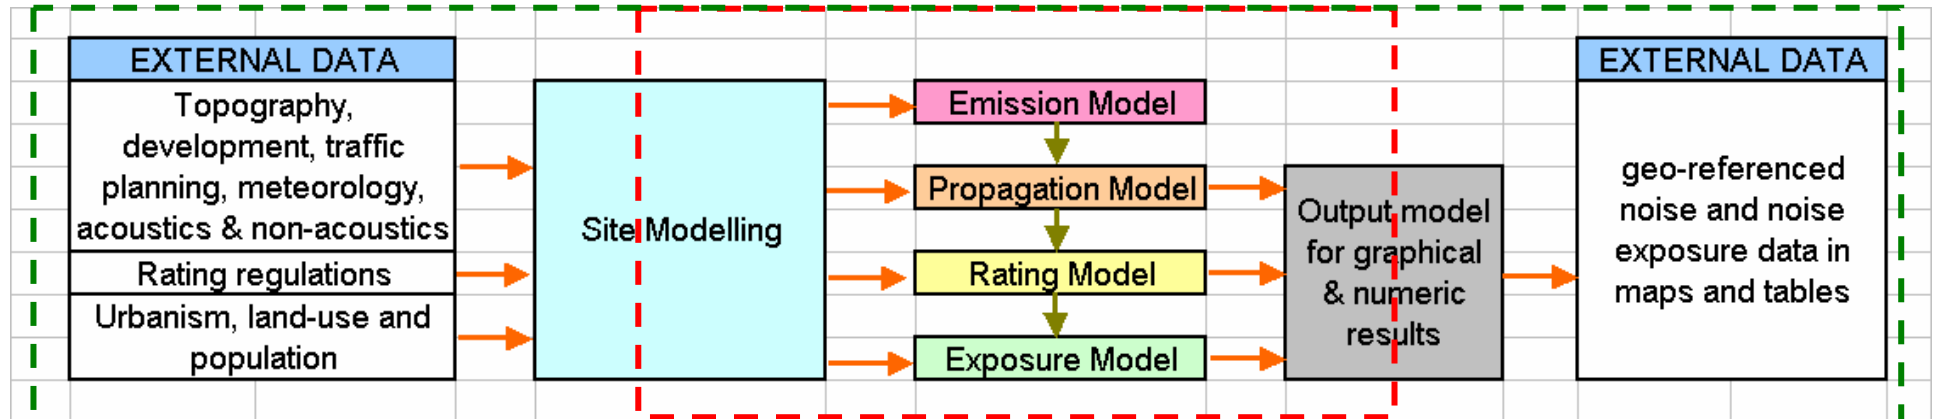 EXTERNAL DATA
Topography,
development, traffic
planning, meteorology,
acoustics & non-acoustics
Rating regulations
Urbanism, land-use and
population
Site Modelling
Emission Model
Propagation Model
Rating Model
Exposure Model
Output model
for graphical
& numeric
results
EXTERNAL DATA
geo-referenced
noise and noise
exposure data in
maps and tables